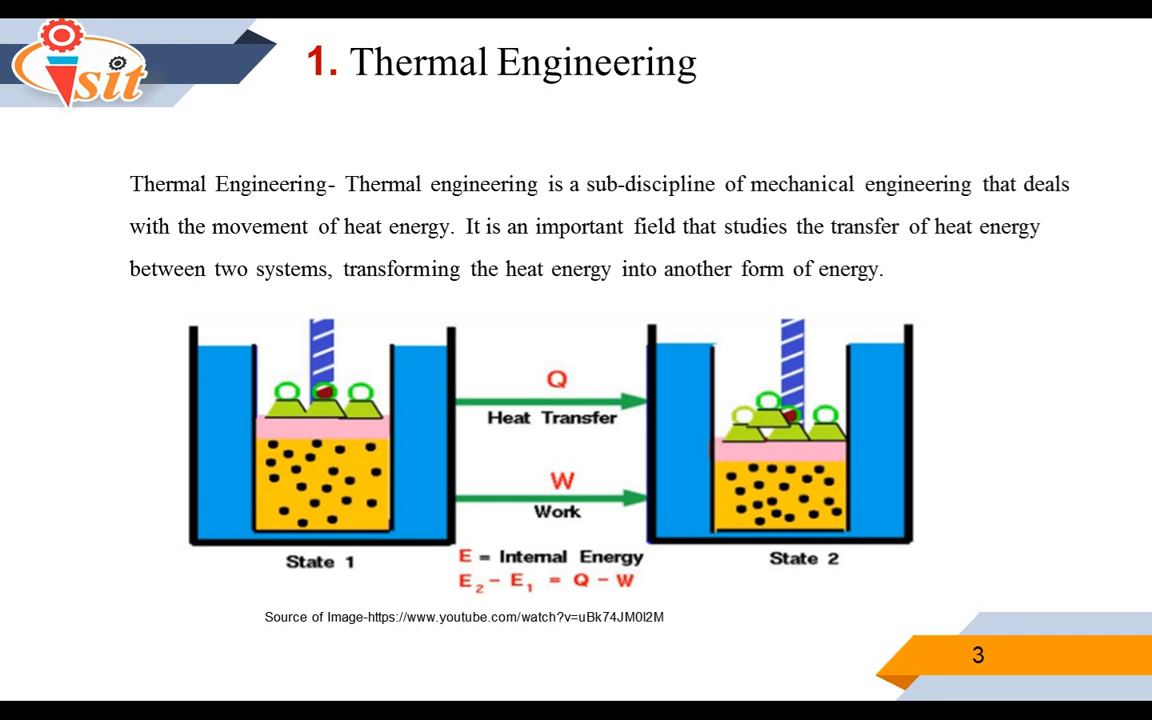 sit
1. Thermal Engineering
Thermal Engineering- Thermal engineering is a sub-discipline of mechanical engineering that deals
with the movement of heat energy. It is an important field that studies the transfer of heat energy
between two systems, transforming the heat energy into another form of energy.
Q
Heat Transfer
W
Work
State 1
E = Internal Energy
State 2
E2 - E1 = Q - W
Source of Image-https://www.youtube.com/watch?v=uBk74JM0l2M
3